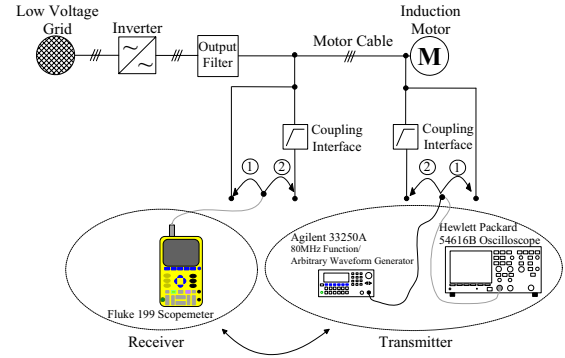 Low Voltage
Grid
Inverter
Output
Filter
Motor Cable
Induction
Motor
M
Coupling
Interface
Coupling
Interface
1
2
2
1
Agilent 33250A
80MHz Function/
Arbitrary Waveform Generator
Hewlett Packard
54616B Oscilloscope
Fluke 199 Scopemeter
Receiver
Transmitter